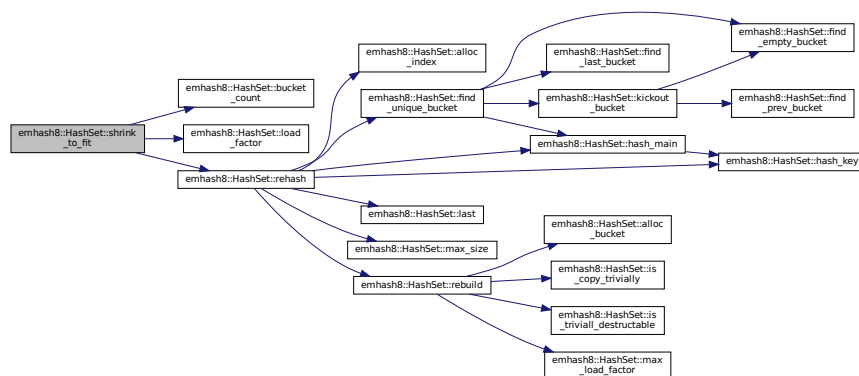 emhash8::HashSet::shrink
_to_fit
emhash8::HashSet::bucket
_count
emhash8::HashSet::load
_factor
emhash8::HashSet::rehash
emhash8::HashSet::alloc
_index
emhash8::HashSet::find
_unique_bucket
emhash8::HashSet::last
emhash8::HashSet::max_size
emhash8::HashSet::rebuild
emhash8::HashSet::find
_last_bucket
emhash8::HashSet::kickout
_bucket
emhash8::HashSet::hash_main
emhash8::HashSet::alloc
_bucket
emhash8::HashSet::is
_copy_trivially
emhash8::HashSet::is
_triviall_destructable
emhash8::HashSet::max
_load_factor
emhash8::HashSet::find
_empty_bucket
emhash8::HashSet::find
_prev_bucket
emhash8::HashSet::hash_key